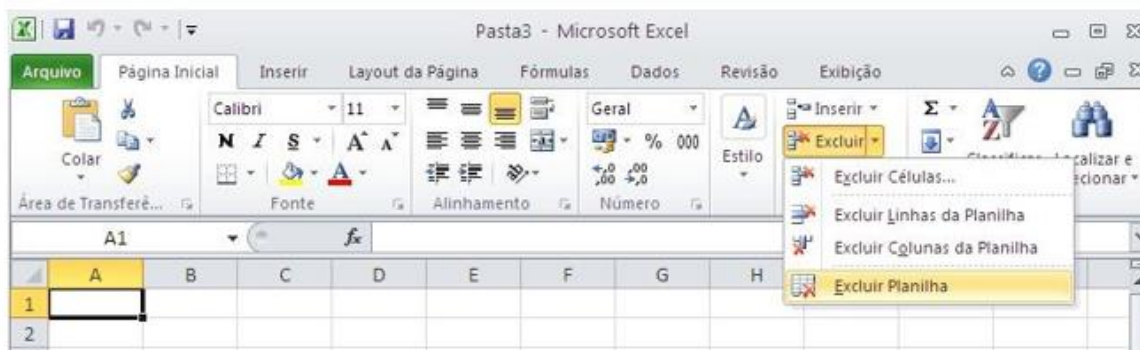 Pasta3 - Microsoft Excel
Arquivo Página Inicial Inserir Layout da Página Fórmulas Dados Revisão Exibição
Calibri 11 Geral Inserir Σ
N I S A A % 000 Excluir
Colar Estilo
Localizar e
Área de Transferê... Fonte Alinhamento Número
Excluir Células...
Excluir Linhas da Planilha
Excluir Colunas da Planilha
Excluir Planilha
A1 fx
A B C D E F G H
1
2